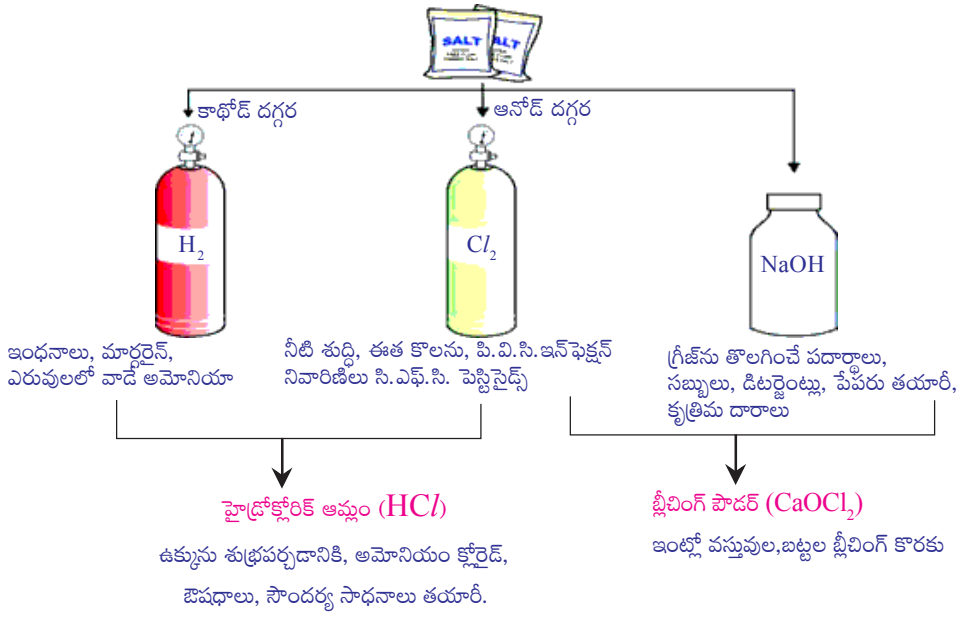 SALT
ALT
కాథోడ్ దగ్గర
ఆనోడ్ దగ్గర
H₂
Cl₂
NaOH
ఇంధనాలు, మార్గరైన్,
ఎరువులలో వాడే అమోనియా
నీటి శుద్ధి, ఈత కొలను, పి.వి.సి.ఇన్‌ఫెక్షన్
నివారిణిలు సి.ఎఫ్.సి. పెస్టిసైడ్స్
గ్రీజ్‌ను తొలగించే పదార్థాలు,
సబ్బులు, డిటర్జెంట్లు, పేపరు తయారీ,
కృత్రిమ దారాలు
హైడ్రోక్లోరిక్ ఆమ్లం (HCl)
ఉక్కును శుభ్రపర్చడానికి, అమోనియం క్లోరైడ్,
ఔషధాలు, సౌందర్య సాధనాలు తయారీ.
బ్లీచింగ్ పౌడర్ (CaOCl₂)
ఇంట్లో వస్తువుల,బట్టల బ్లీచింగ్ కొరకు